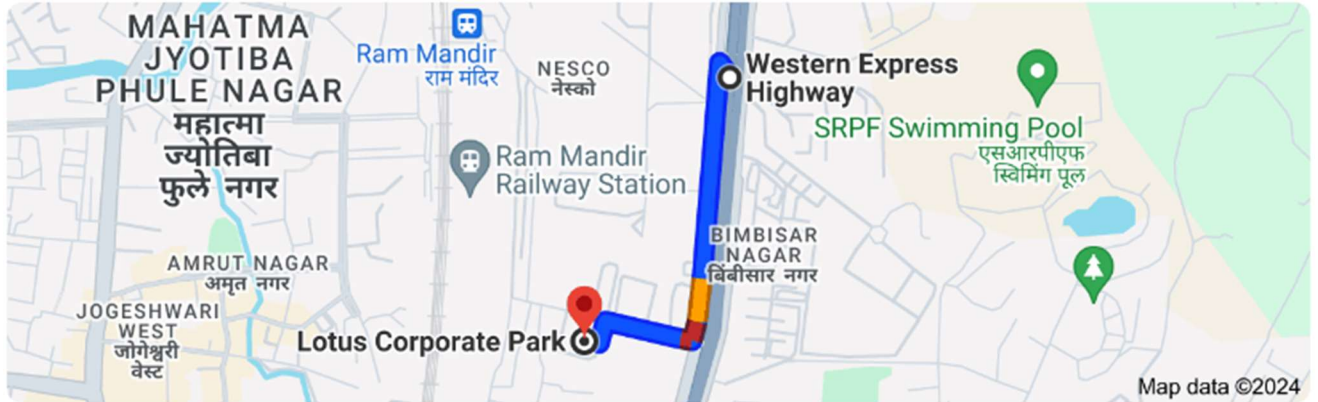 MAHATMA
JYOTIBA
PHULE NAGAR
महात्मा
ज्योतिबा
फुले नगर
Ram Mandir
राम मंदिर
NESCO
नेस्को
Western Express
Highway
SRPF Swimming Pool
एसआरपीएफ
स्विमिंग पूल
Ram Mandir
Railway Station
BIMBISAR
NAGAR
बिंबीसार नगर
AMRUT NAGAR
अमृत नगर
JOGESHWARI
WEST
जोगेश्वरी
वेस्ट
Lotus Corporate Park
Map data ©2024